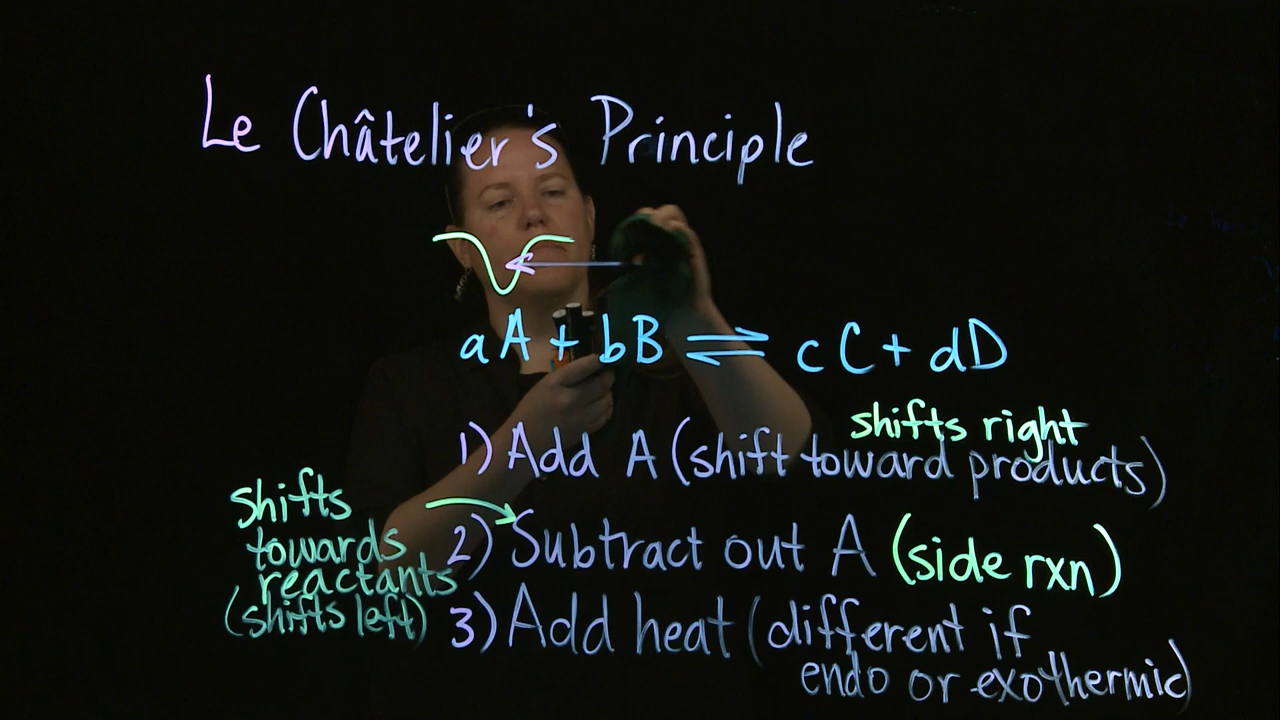 Le Châtelier's Principle
aA + bB ⇌ cC + dD
shifts right
1) Add A (shift toward products)
Shifts
towards
reactants
(shifts left)
2) Subtract out A (side rxn)
3) Add heat (different if
endo or exothermic)